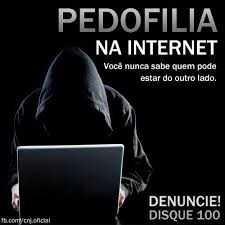 PEDOFILIA
NA INTERNET
Você nunca sabe quem pode
estar do outro lado.
DENUNCIE!
DISQUE 100
fb.com/cnj.oficial